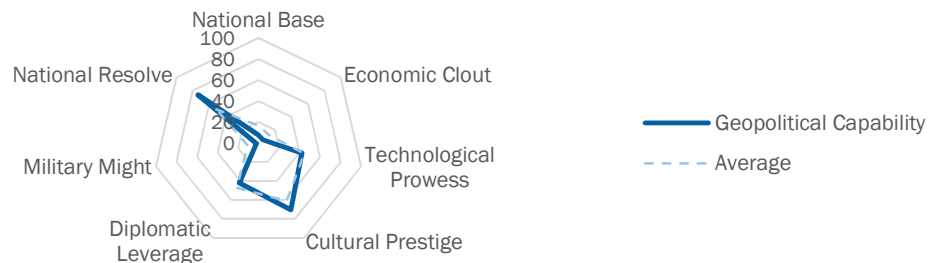 National Base
100
80
60
40
20
0
National Resolve
Economic Clout
Geopolitical Capability
Average
Military Might
Technological
Prowess
Diplomatic
Leverage
Cultural Prestige